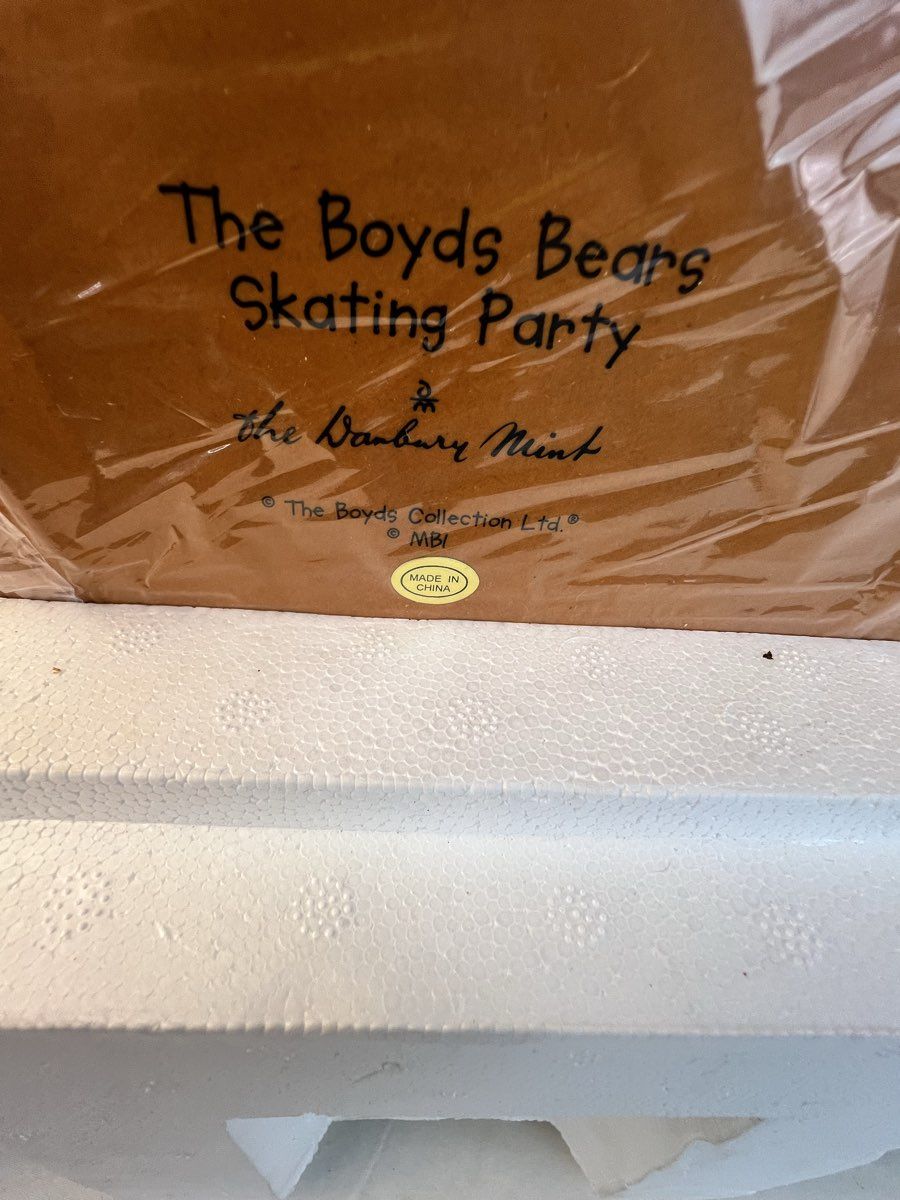 The Boyds Bears
Skating Party
The Danbury Mint
© The Boyds Collection Ltd.®
© MBI
MADE IN
CHINA